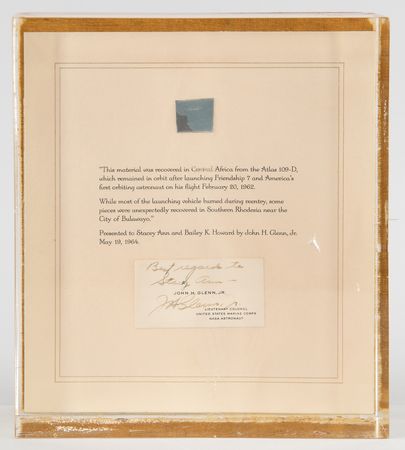 "This material was recovered in Central Africa from the Atlas 109-D,
which remained in orbit after launching Friendship 7 and America's
first orbiting astronaut on his flight February 20, 1962.
While most of the launching vehicle burned during reentry, some
pieces were unexpectedly recovered in Southern Rhodesia near the
City of Bulawayo."
Presented to Stacey Ann and Bailey K. Howard by John H. Glenn, Jr.
May 19, 1964.
Best regards to
Stacy Ann —
JOHN H. GLENN, JR.
JH Glenn Jr
LIEUTENANT COLONEL
UNITED STATES MARINE CORPS
NASA ASTRONAUT